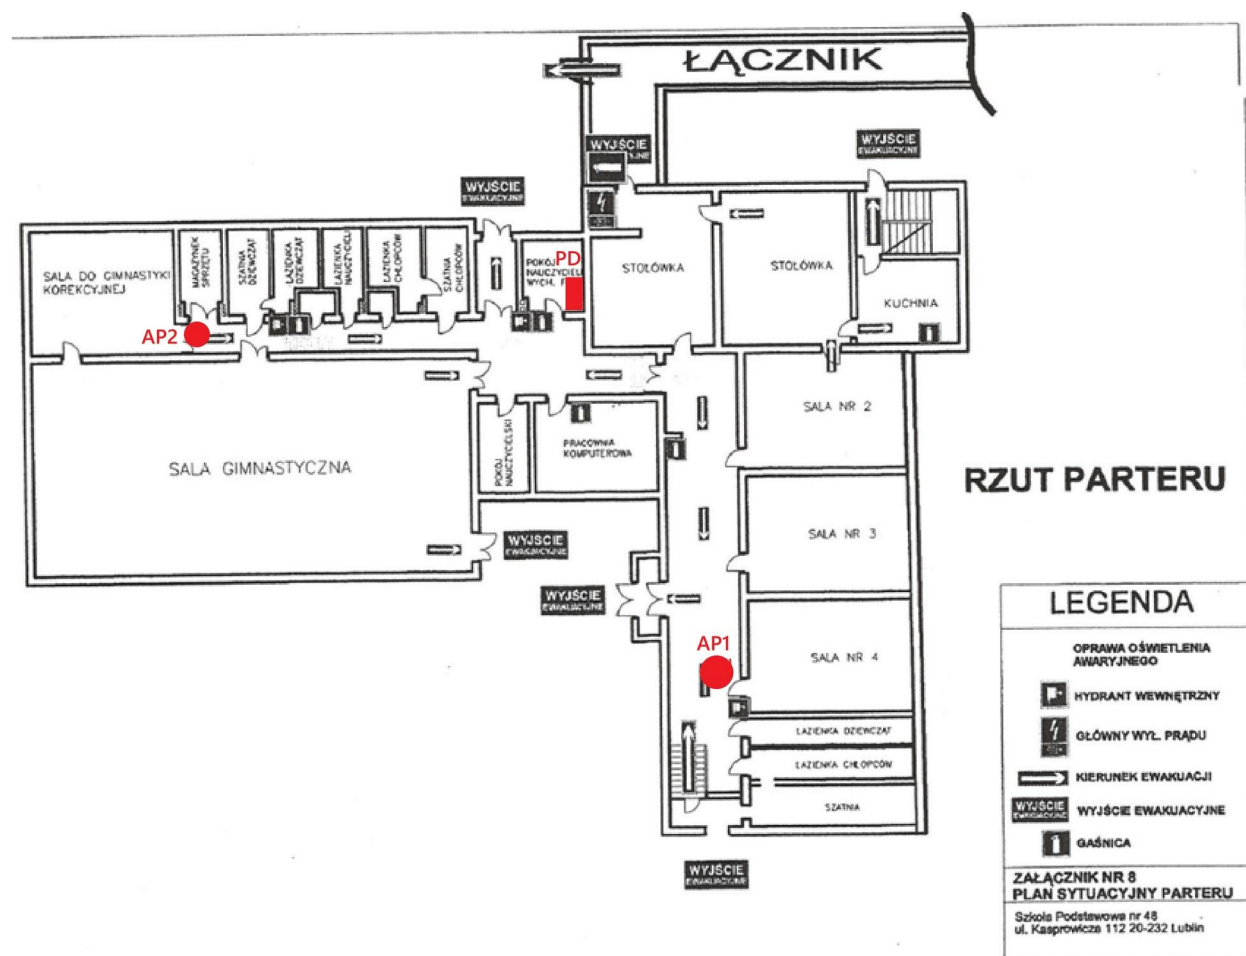 ŁĄCZNIK
WYJŚCIE
WYJŚCIE
EWAKUACYJNE
WYJŚCIE
EWAKUACYJNE
SALA DO GIMNASTYKI
KOREKCYJNEJ
MAGAZYNEK
SPRZĘTU
SZATNIA
DZIEWCZĄT
ŁAZIENKA
DZIEWCZĄT
ŁAZIENKA
NAUCZYCIELI
ŁAZIENKA
CHŁOPCÓW
SZATNIA
CHŁOPCÓW
PD
POKÓJ
NAUCZYCIELI
WYCH.
STOŁÓWKA
STOŁÓWKA
KUCHNIA
AP2
SALA GIMNASTYCZNA
POKÓJ
NAUCZYCIELSKI
PRACOWNIA
KOMPUTEROWA
SALA NR 2
RZUT PARTERU
SALA NR 3
WYJŚCIE
EWAKUACYJNE
WYJŚCIE
EWAKUACYJNE
AP1
SALA NR 4
ŁAZIENKA DZIEWCZĄT
ŁAZIENKA CHŁOPCÓW
SZATNIA
WYJŚCIE
EWAKUACYJNE
LEGENDA
OPRAWA OŚWIETLENIA
AWARYJNEGO
HYDRANT WEWNĘTRZNY
GŁÓWNY WYŁ. PRĄDU
KIERUNEK EWAKUACJI
WYJŚCIE
EWAKUACYJNE
WYJŚCIE EWAKUACYJNE
GAŚNICA
ZAŁĄCZNIK NR 8
PLAN SYTUACYJNY PARTERU
Szkoła Podstawowa nr 48
ul. Kasprowicza 112 20-232 Lublin